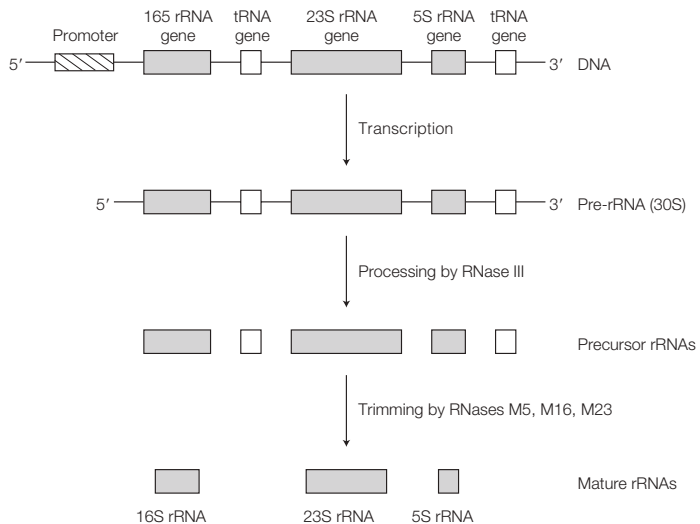 165 rRNA
gene
tRNA
gene
23S rRNA
gene
5S rRNA
gene
tRNA
gene
Promoter
5′
3′
DNA
Transcription
5′
3′
Pre-rRNA (30S)
Processing by RNase III
Precursor rRNAs
Trimming by RNases M5, M16, M23
Mature rRNAs
16S rRNA
23S rRNA
5S rRNA